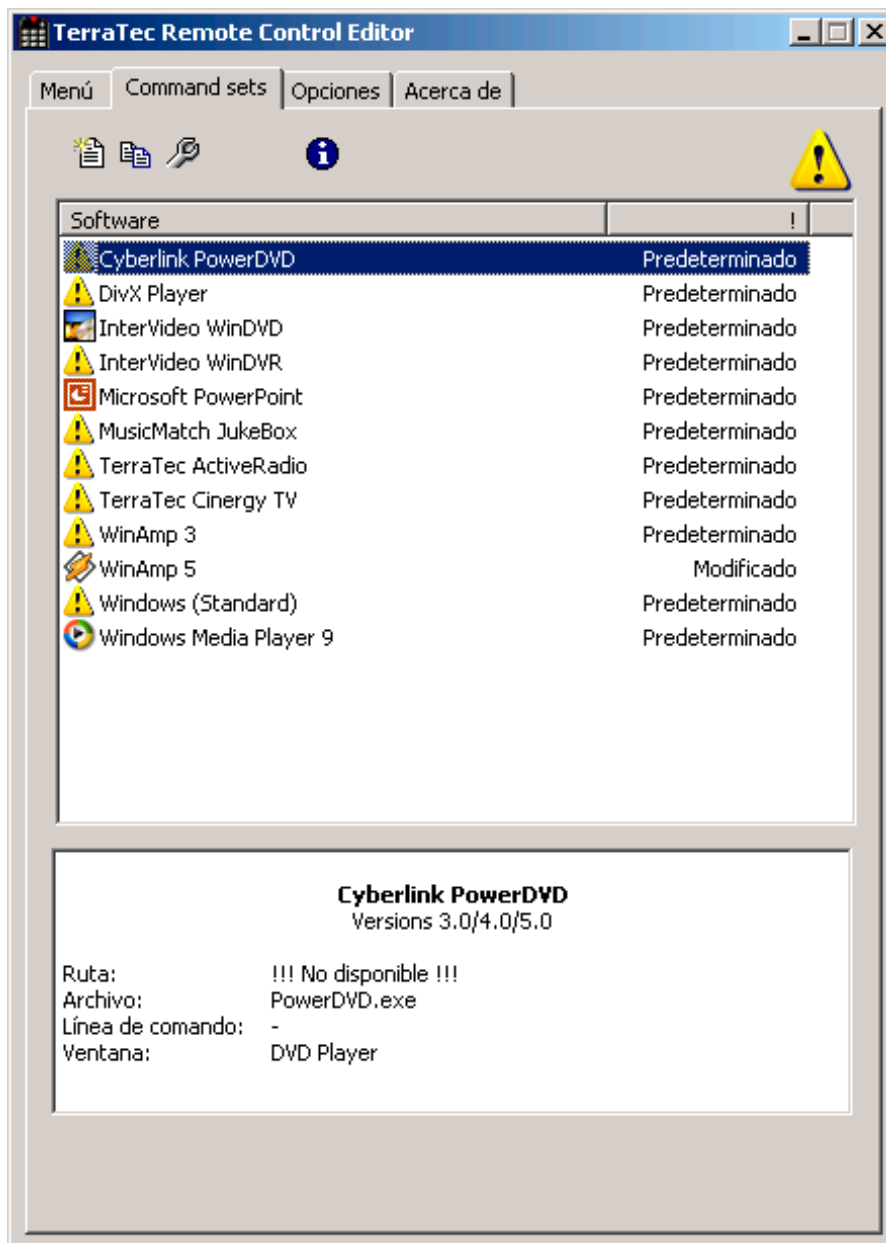 TerraTec Remote Control Editor
Menú Command sets Opciones Acerca de
Software !
Cyberlink PowerDVD Predeterminado
DivX Player Predeterminado
InterVideo WinDVD Predeterminado
InterVideo WinDVR Predeterminado
Microsoft PowerPoint Predeterminado
MusicMatch JukeBox Predeterminado
TerraTec ActiveRadio Predeterminado
TerraTec Cinergy TV Predeterminado
WinAmp 3 Predeterminado
WinAmp 5 Modificado
Windows (Standard) Predeterminado
Windows Media Player 9 Predeterminado
Cyberlink PowerDVD
Versions 3.0/4.0/5.0
Ruta: !!! No disponible !!!
Archivo: PowerDVD.exe
Línea de comando: -
Ventana: DVD Player